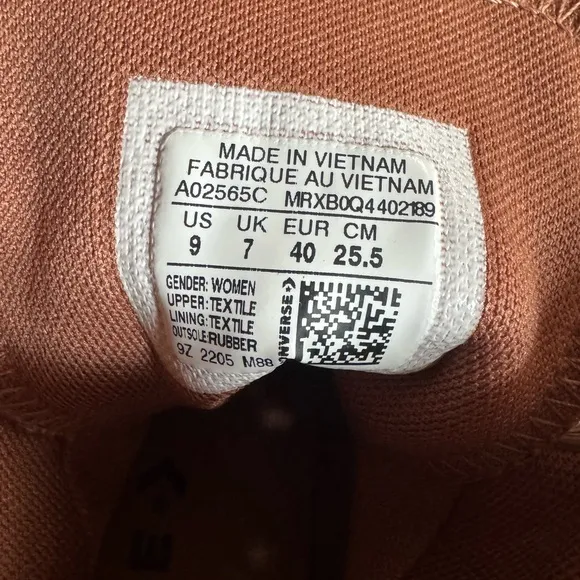 MADE IN VIETNAM
FABRIQUE AU VIETNAM
A02565C MRXB0Q4402189
US UK EUR CM
9 7 40 25.5
GENDER: WOMEN
UPPER: TEXTILE
LINING: TEXTILE
OUTSOLE: RUBBER
9Z 2205 M88
CONVERSE